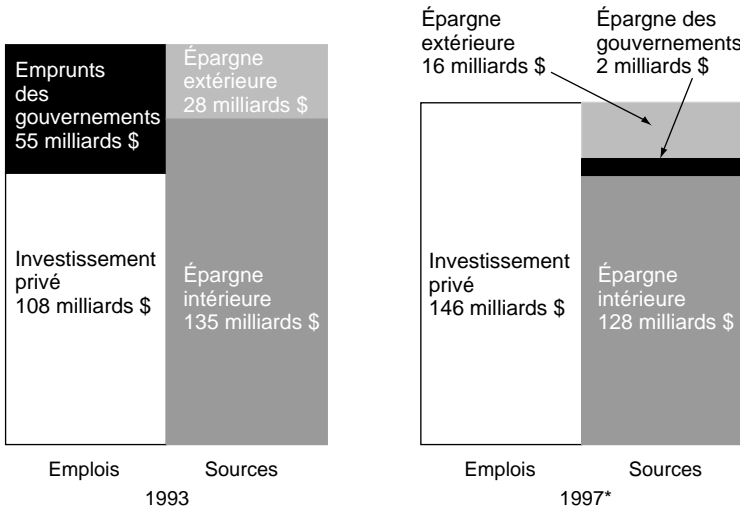 Emprunts
des
gouvernements
55 milliards $
Épargne
extérieure
28 milliards $
Investissement
privé
108 milliards $
Épargne
intérieure
135 milliards $
Emplois
Sources
1993
Épargne
extérieure
16 milliards $
Épargne des
gouvernements
2 milliards $
Investissement
privé
146 milliards $
Épargne
intérieure
128 milliards $
Emplois
Sources
1997*